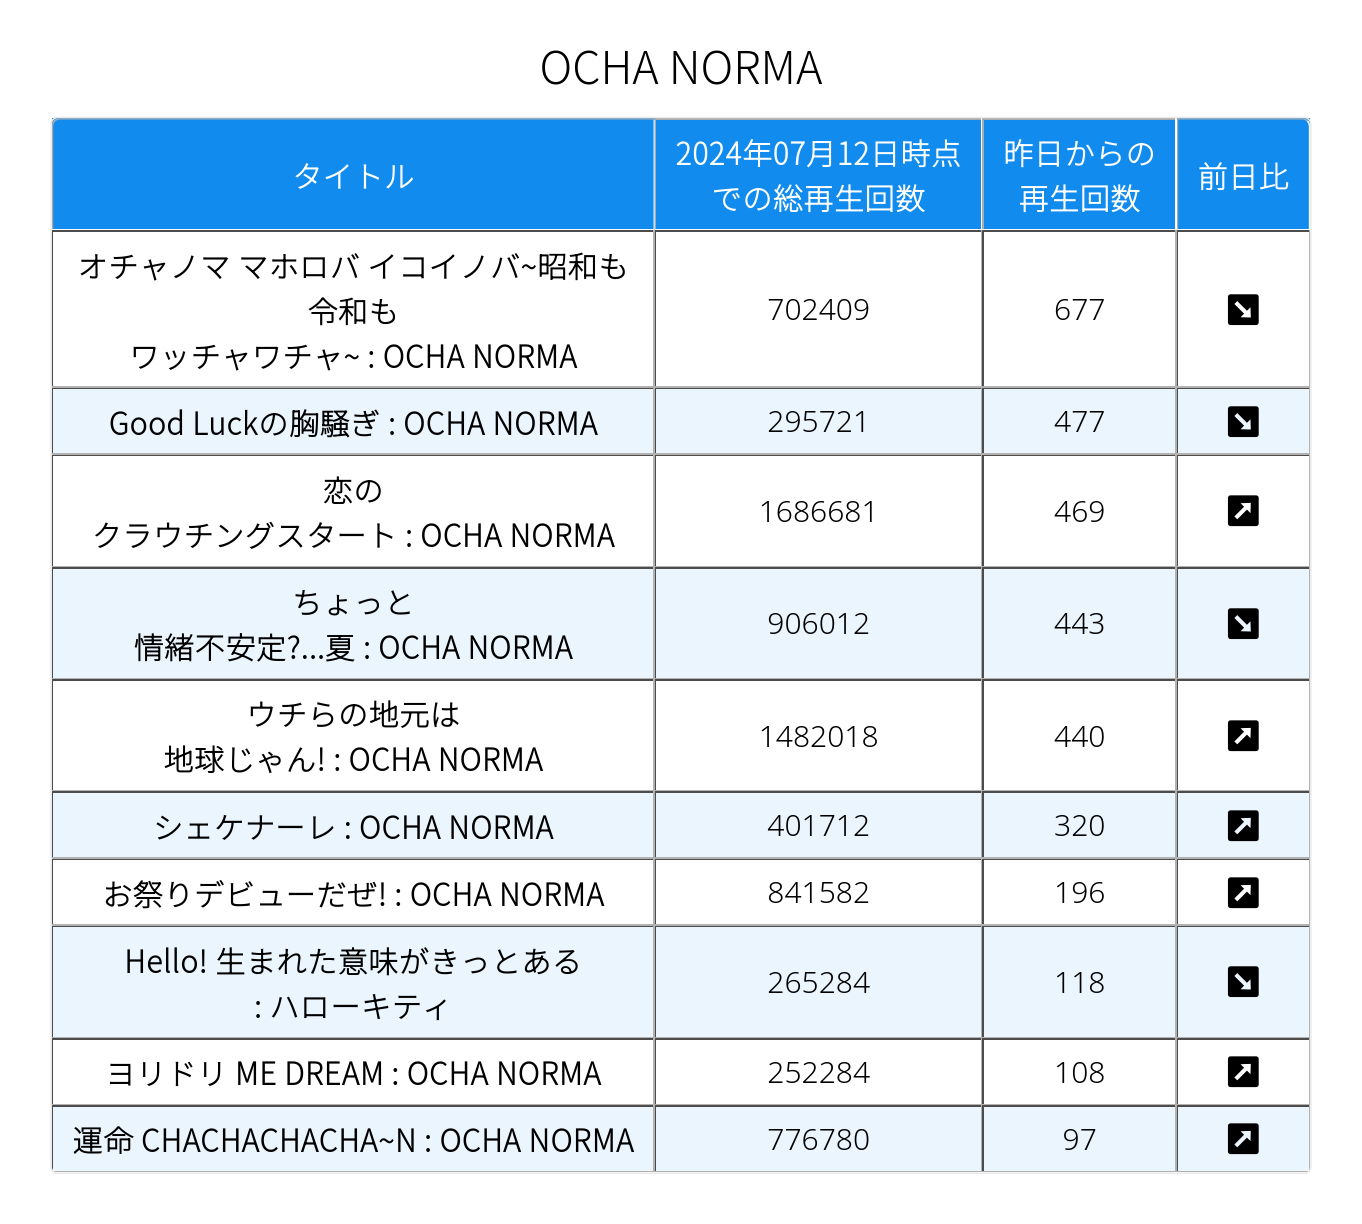 OCHA NORMA
タイトル
2024年07月12日時点
での総再生回数
昨日からの
再生回数
前日比
オチャノマ マホロバ イコイノバ~昭和も
令和も
ワッチャワチャ~ : OCHA NORMA
702409
677
Good Luckの胸騒ぎ : OCHA NORMA
295721
477
恋の
クラウチングスタート : OCHA NORMA
1686681
469
ちょっと
情緒不安定?...夏 : OCHA NORMA
906012
443
ウチらの地元は
地球じゃん! : OCHA NORMA
1482018
440
シェケナーレ : OCHA NORMA
401712
320
お祭りデビューだぜ! : OCHA NORMA
841582
196
Hello! 生まれた意味がきっとある
: ハローキティ
265284
118
ヨリドリ ME DREAM : OCHA NORMA
252284
108
運命 CHACHACHACHA~N : OCHA NORMA
776780
97